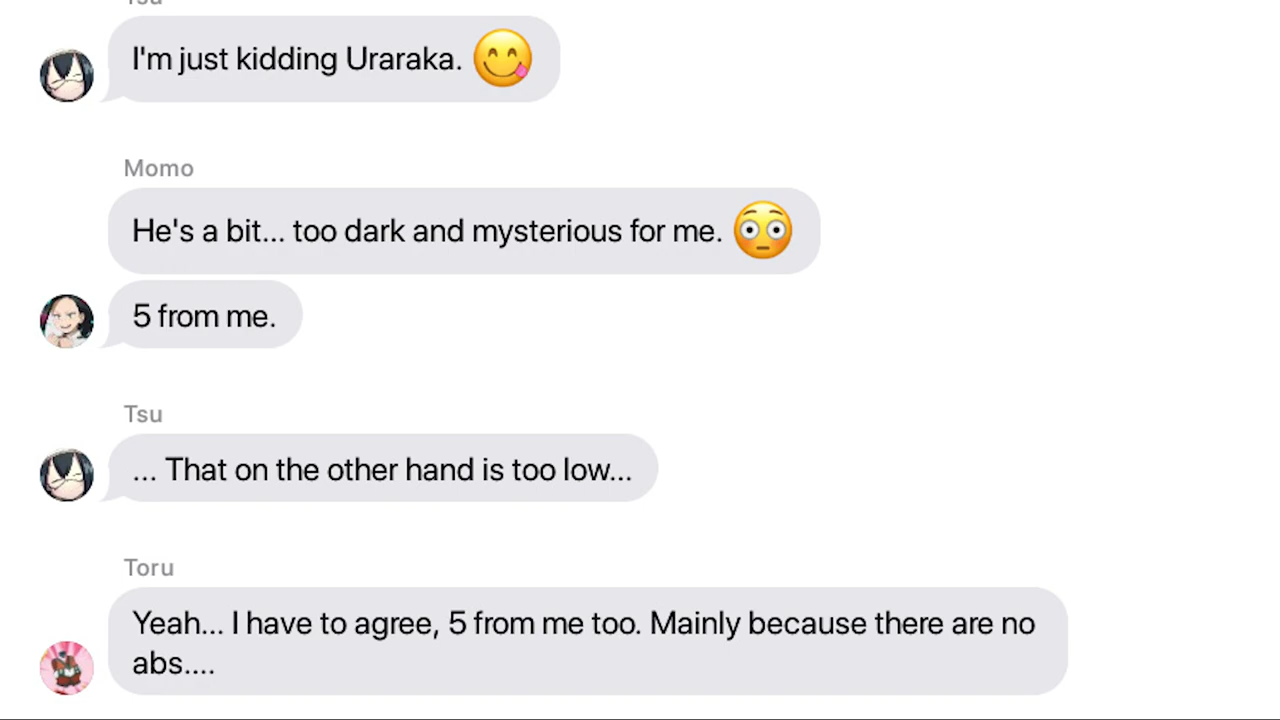 Tsu
I'm just kidding Uraraka. 😋
Momo
He's a bit... too dark and mysterious for me. 😳
5 from me.
Tsu
... That on the other hand is too low...
Toru
Yeah... I have to agree, 5 from me too. Mainly because there are no
abs....